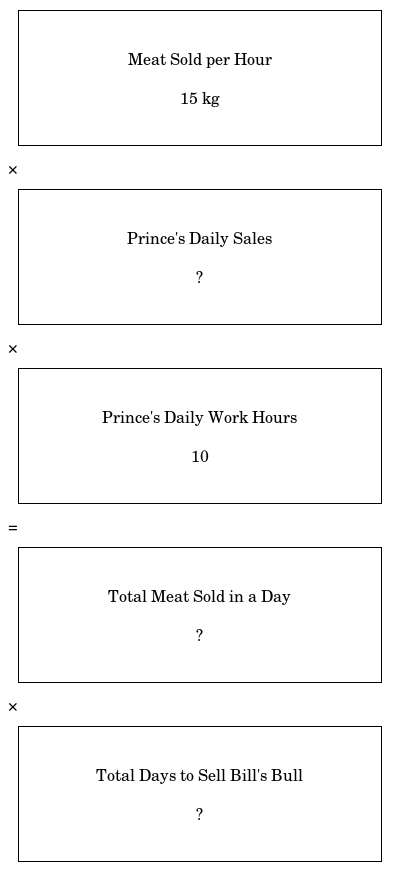 Meat Sold per Hour
15 kg
×
Prince's Daily Sales
?
×
Prince's Daily Work Hours
10
=
Total Meat Sold in a Day
?
×
Total Days to Sell Bill's Bull
?